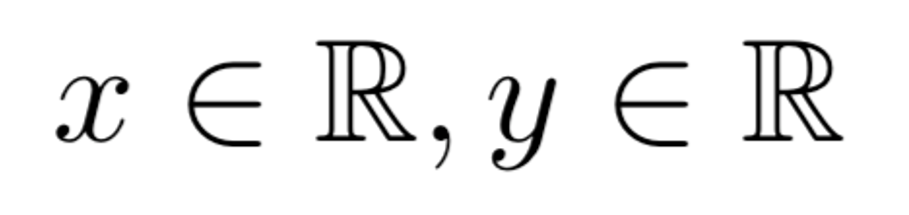 x ∈ ℝ, y ∈ ℝ